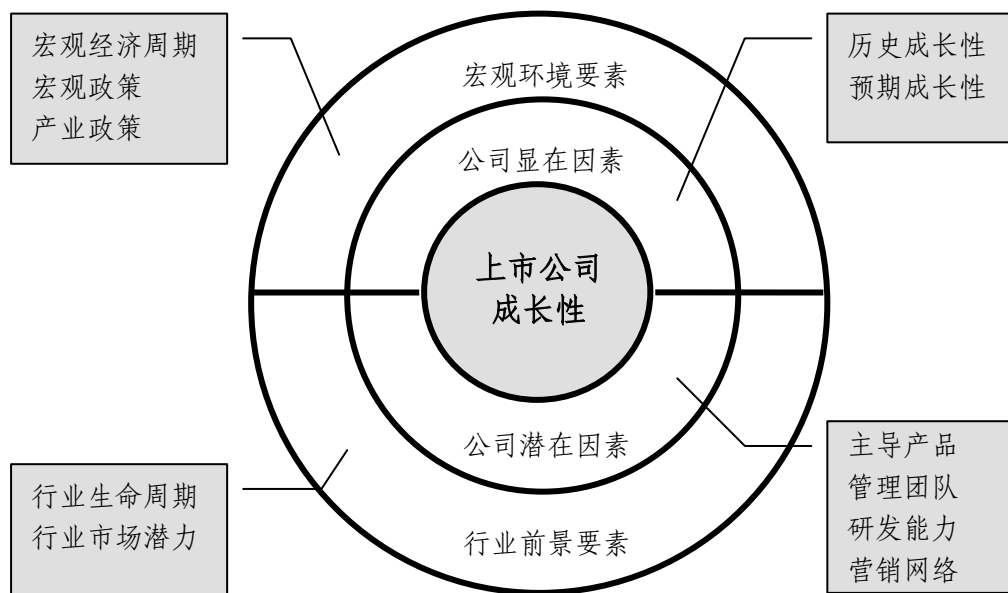 宏观经济周期
宏观政策
产业政策
宏观环境要素
历史成长性
预期成长性
公司显在因素
上市公司
成长性
公司潜在因素
主导产品
管理团队
研发能力
营销网络
行业生命周期
行业市场潜力
行业前景要素